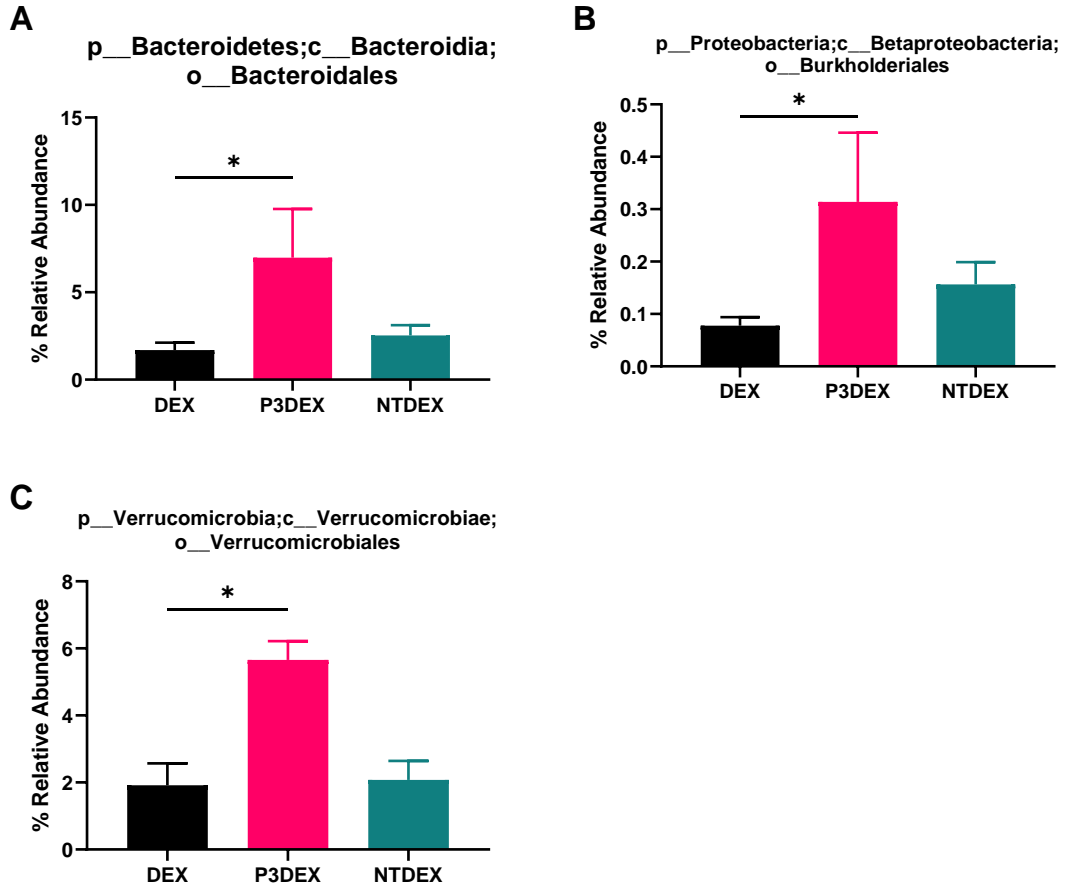 A
p__Bacteroidetes;c__Bacteroidia;
o__Bacteroidales
% Relative Abundance
15
10
5
0
*
DEX P3DEX NTDEX
B
p__Proteobacteria;c__Betaproteobacteria;
o__Burkholderiales
% Relative Abundance
0.5
0.4
0.3
0.2
0.1
0.0
*
DEX P3DEX NTDEX
C
p__Verrucomicrobia;c__Verrucomicrobiae;
o__Verrucomicrobiales
% Relative Abundance
8
6
4
2
0
*
DEX P3DEX NTDEX